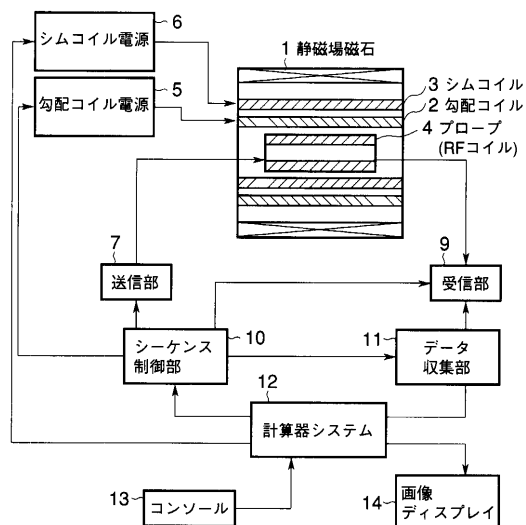 6
シムコイル電源
5
勾配コイル電源
1 静磁場磁石
3 シムコイル
2 勾配コイル
4 プローブ
(RFコイル)
7
送信部
9
受信部
10
シーケンス
制御部
11
データ
収集部
12
計算器システム
13
コンソール
14
画像
ディスプレイ